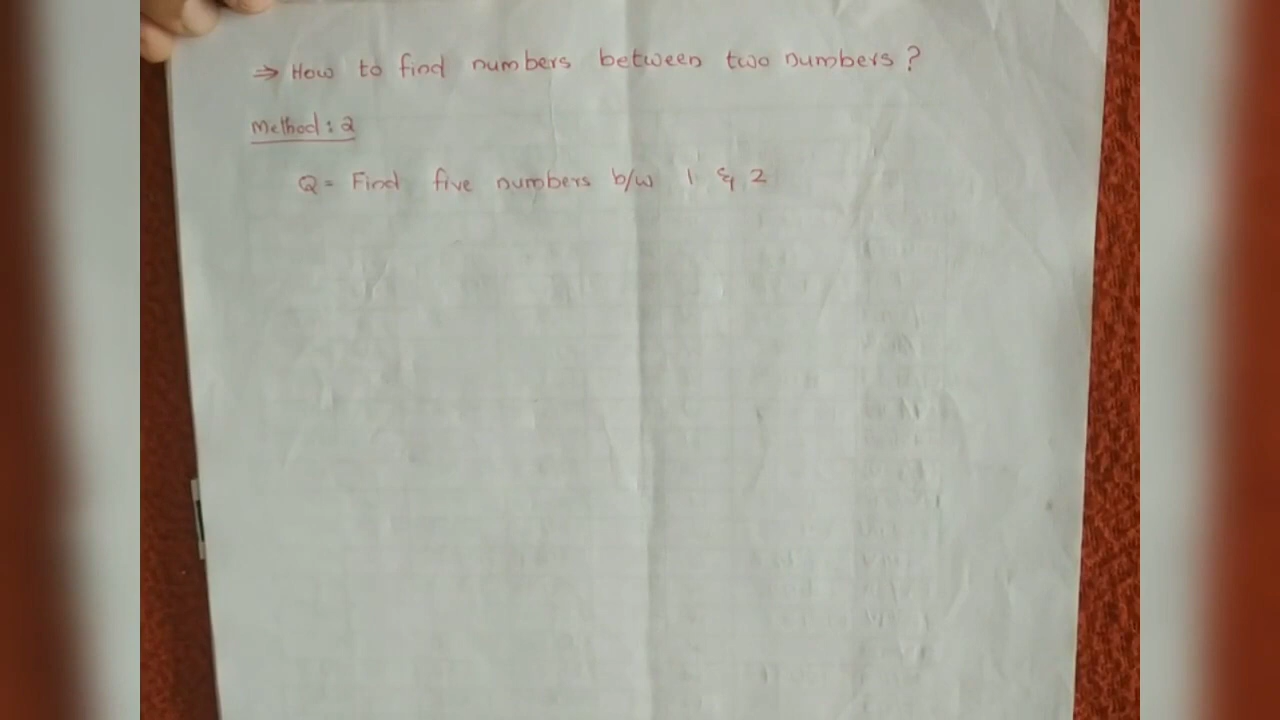 ⇒ How to find numbers between two numbers ?
Method : 2
Q = Find five numbers b/w 1 & 2